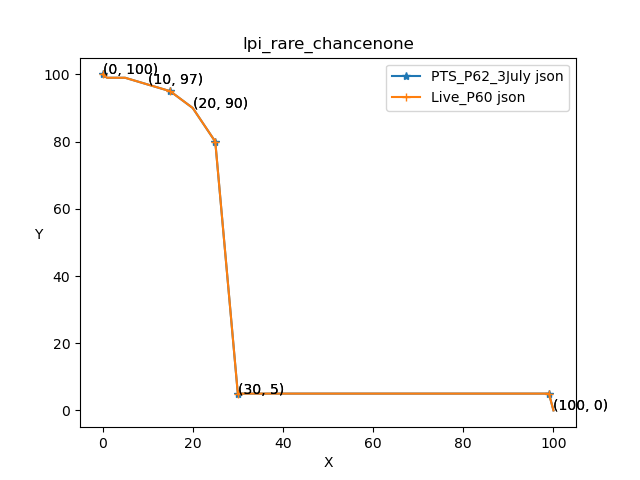 lpi_rare_chancenone
(0, 100)
(10, 97)
(20, 90)
(30, 5)
(100, 0)
PTS_P62_3July json
Live_P60 json
100
80
60
40
20
0
Y
0 20 40 60 80 100
X